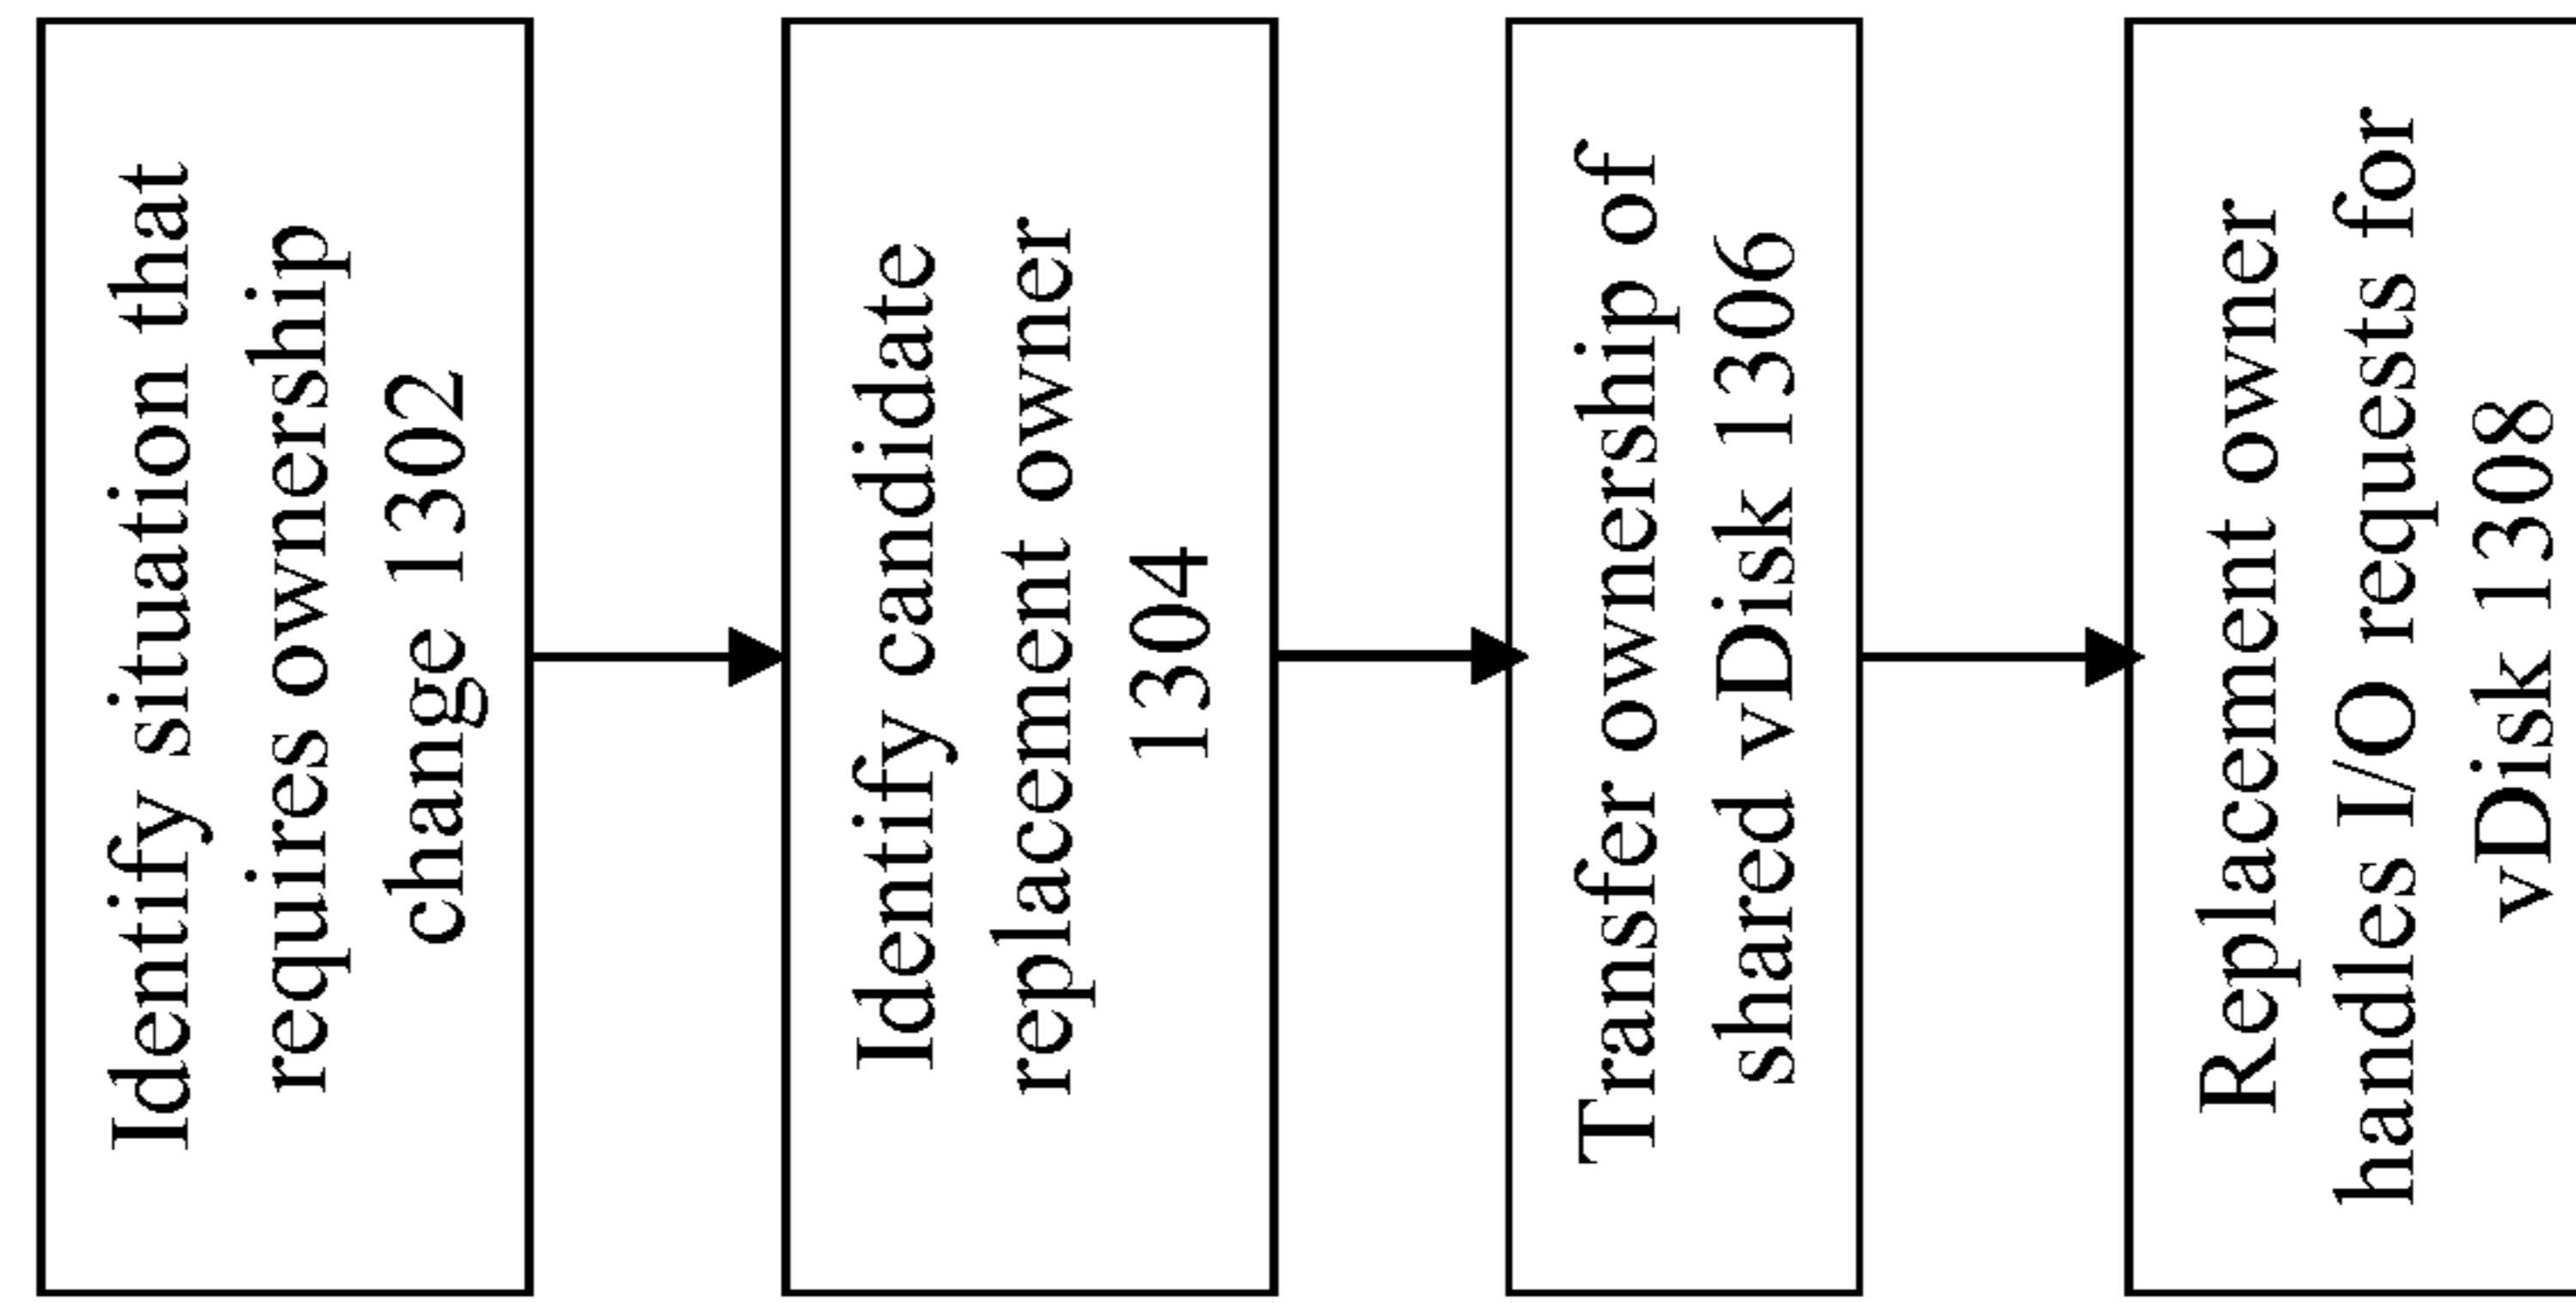 Identify situation that
requires ownership
change 1302
Identify candidate
replacement owner
1304
Transfer ownership of
shared vDisk 1306
Replacement owner
handles I/O requests for
vDisk 1308